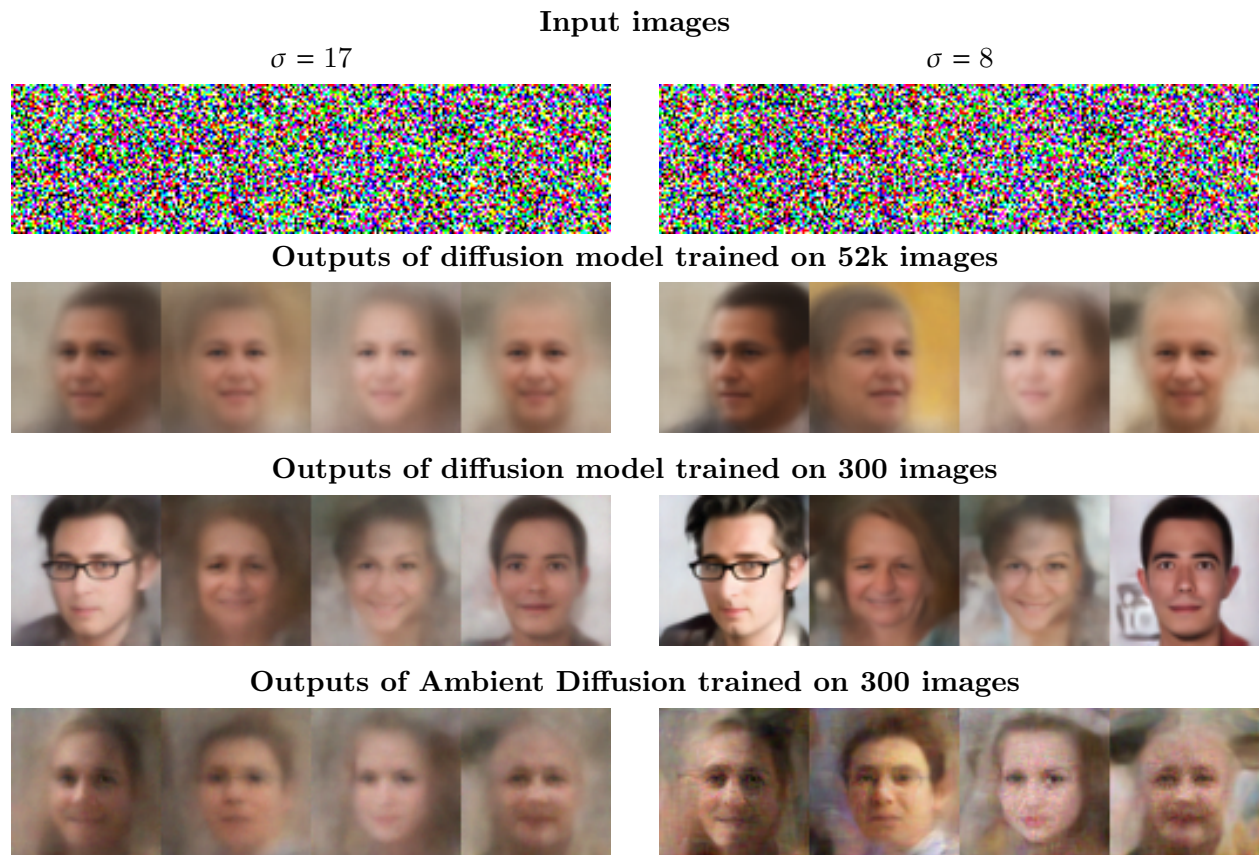 Input images
σ = 17
σ = 8
Outputs of diffusion model trained on 52k images
Outputs of diffusion model trained on 300 images
Outputs of Ambient Diffusion trained on 300 images